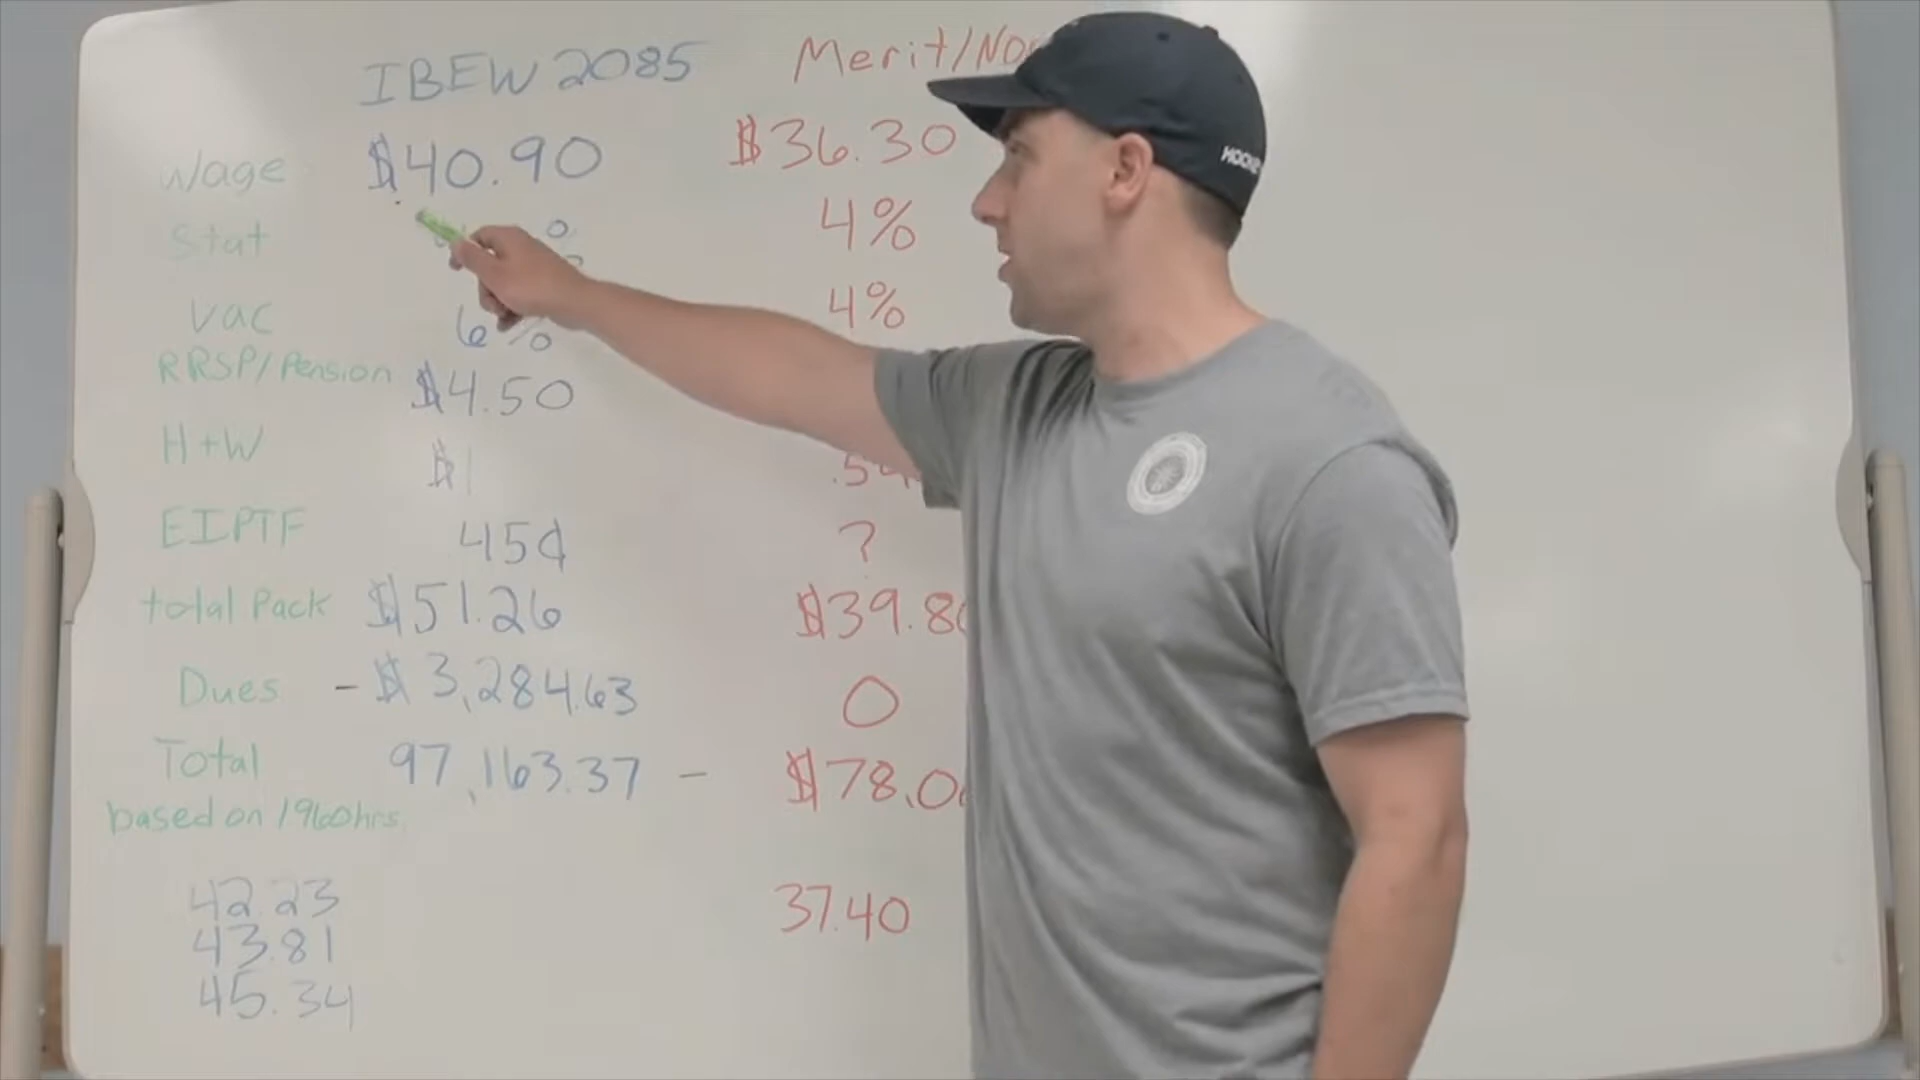 IBEW 2085 Merit/No
Wage $40.90 $36.30
Stat % 4%
Vac 6% 4%
RRSP/Pension $4.50
H+W $1 .54
EIPTF 45¢ ?
total Pack $51.26 $39.8
Dues - $3,284.63 0
Total 97,163.37 - $78,0
based on 1960hrs
42.23 37.40
43.81
45.34